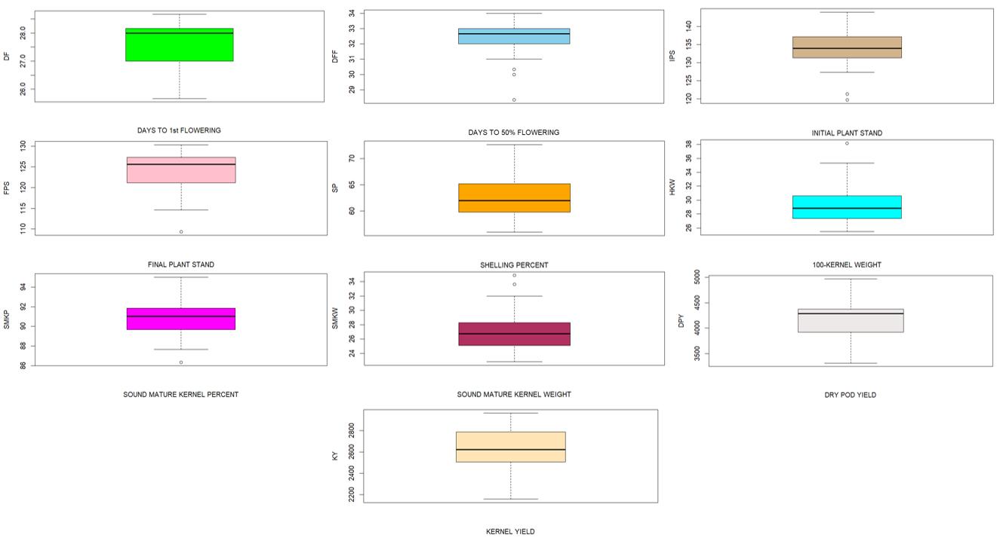 DF
28.0
27.0
26.0
DAYS TO 1st FLOWERING
DFF
34
33
32
31
30
29
DAYS TO 50% FLOWERING
IPS
140
135
130
125
120
INITIAL PLANT STAND
FPS
130
125
120
115
110
FINAL PLANT STAND
SP
70
65
60
SHELLING PERCENT
HKW
38
36
34
32
30
28
26
100-KERNEL WEIGHT
SMKP
94
92
90
88
86
SOUND MATURE KERNEL PERCENT
SMKW
34
32
30
28
26
24
SOUND MATURE KERNEL WEIGHT
DPY
5000
4500
4000
3500
DRY POD YIELD
KY
2800
2600
2400
2200
KERNEL YIELD